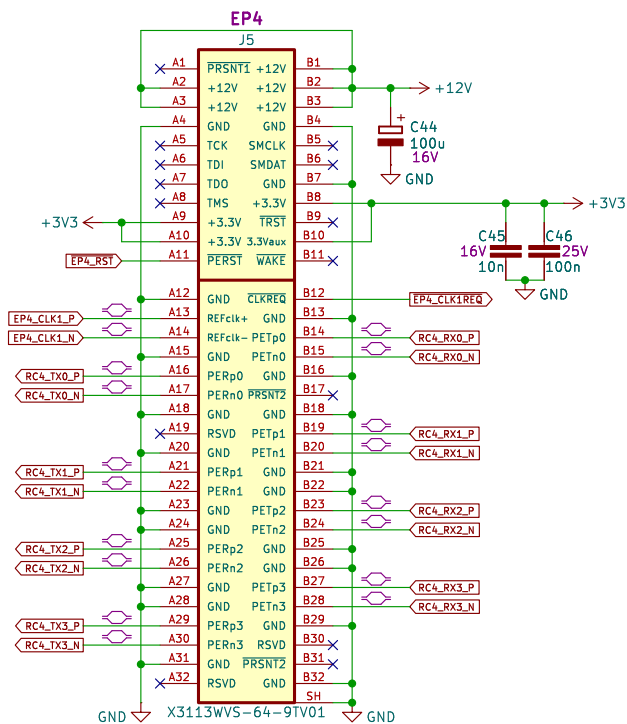 EP4
J5
A1 PRSNT1 +12V B1
A2 +12V +12V B2
+12V
A3 +12V +12V B3
A4 GND GND B4
+ C44
100u
16V
GND
A5 TCK SMCLK B5
A6 TDI SMDAT B6
A7 TDO GND B7
A8 TMS +3.3V B8
+3V3
+3V3 A9 +3.3V TRST B9
A10 +3.3V 3.3Vaux B10
C45 C46
16V 25V
10n 100n
GND
EP4_RST A11 PERST WAKE B11
A12 GND CLKREQ B12 EP4_CLK1REQ
EP4_CLK1_P A13 REFclk+ GND B13
EP4_CLK1_N A14 REFclk- PETp0 B14 RC4_RX0_P
A15 GND PETn0 B15 RC4_RX0_N
RC4_TX0_P A16 PERp0 GND B16
RC4_TX0_N A17 PERn0 PRSNT2 B17
A18 GND GND B18
A19 RSVD PETp1 B19 RC4_RX1_P
A20 GND PETn1 B20 RC4_RX1_N
RC4_TX1_P A21 PERp1 GND B21
RC4_TX1_N A22 PERn1 GND B22
A23 GND PETp2 B23 RC4_RX2_P
A24 GND PETn2 B24 RC4_RX2_N
RC4_TX2_P A25 PERp2 GND B25
RC4_TX2_N A26 PERn2 GND B26
A27 GND PETp3 B27 RC4_RX3_P
A28 GND PETn3 B28 RC4_RX3_N
RC4_TX3_P A29 PERp3 GND B29
RC4_TX3_N A30 PERn3 RSVD B30
A31 GND PRSNT2 B31
A32 RSVD GND B32
SH
GND X3113WVS-64-9TV01 GND